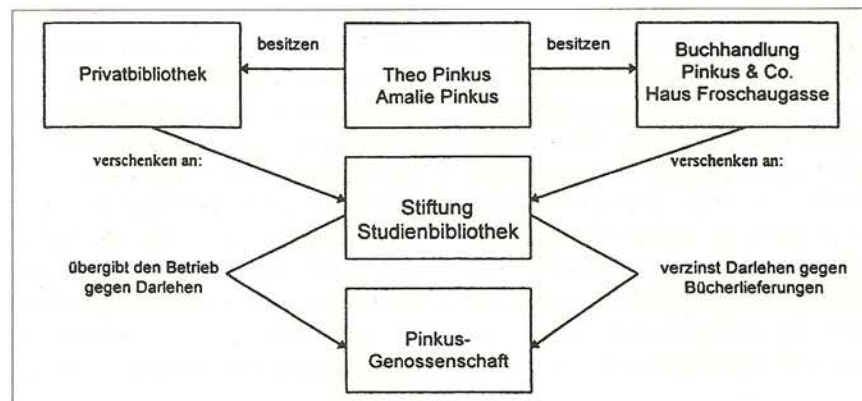 besitzen
besitzen
Privatbibliothek
Theo Pinkus
Amalie Pinkus
Buchhandlung
Pinkus & Co.
Haus Froschaugasse
verschenken an:
verschenken an:
Stiftung
Studienbibliothek
übergibt den Betrieb
gegen Darlehen
verzinst Darlehen gegen
Bücherlieferungen
Pinkus-
Genossenschaft